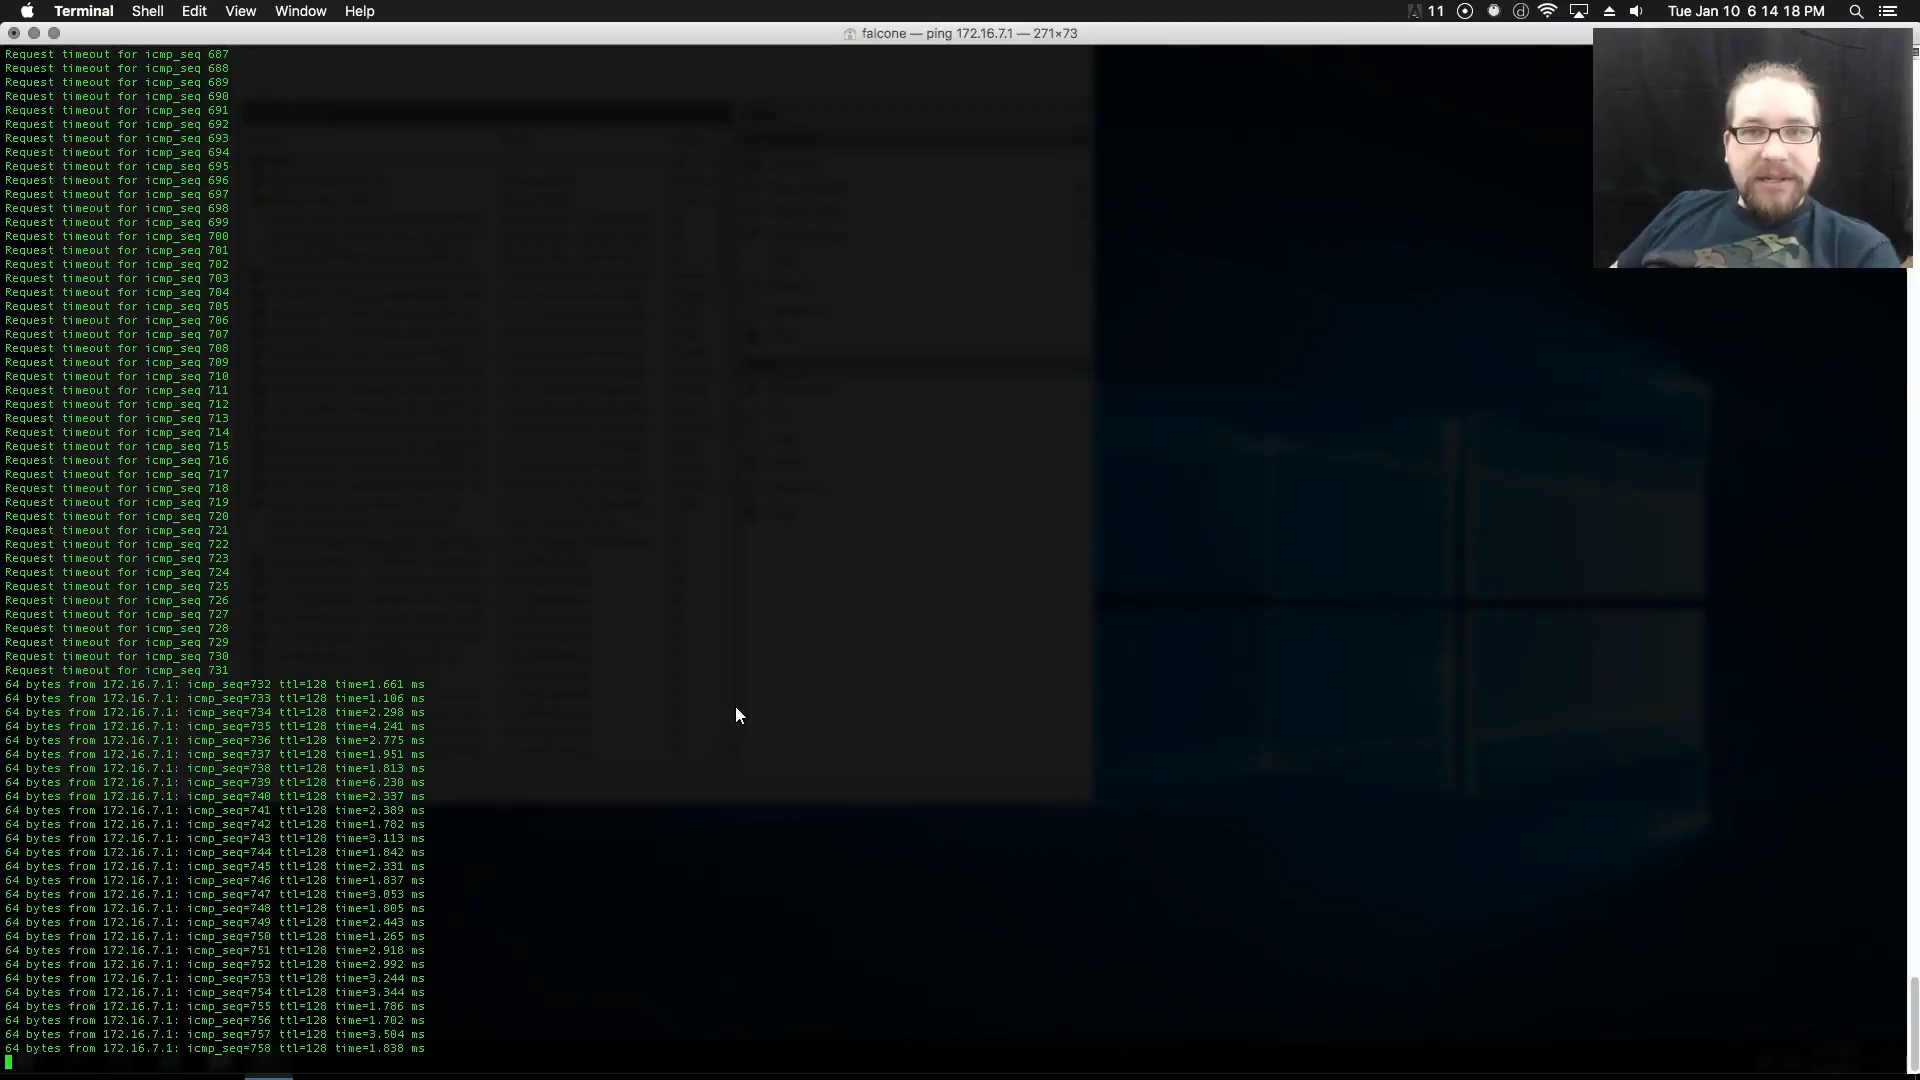 Terminal Shell Edit View Window Help 11 Tue Jan 10 6 14 18 PM
falcone — ping 172.16.7.1 — 271×73
Request timeout for icmp_seq 687
Request timeout for icmp_seq 688
Request timeout for icmp_seq 689
Request timeout for icmp_seq 690
Request timeout for icmp_seq 691
Request timeout for icmp_seq 692
Request timeout for icmp_seq 693
Request timeout for icmp_seq 694
Request timeout for icmp_seq 695
Request timeout for icmp_seq 696
Request timeout for icmp_seq 697
Request timeout for icmp_seq 698
Request timeout for icmp_seq 699
Request timeout for icmp_seq 700
Request timeout for icmp_seq 701
Request timeout for icmp_seq 702
Request timeout for icmp_seq 703
Request timeout for icmp_seq 704
Request timeout for icmp_seq 705
Request timeout for icmp_seq 706
Request timeout for icmp_seq 707
Request timeout for icmp_seq 708
Request timeout for icmp_seq 709
Request timeout for icmp_seq 710
Request timeout for icmp_seq 711
Request timeout for icmp_seq 712
Request timeout for icmp_seq 713
Request timeout for icmp_seq 714
Request timeout for icmp_seq 715
Request timeout for icmp_seq 716
Request timeout for icmp_seq 717
Request timeout for icmp_seq 718
Request timeout for icmp_seq 719
Request timeout for icmp_seq 720
Request timeout for icmp_seq 721
Request timeout for icmp_seq 722
Request timeout for icmp_seq 723
Request timeout for icmp_seq 724
Request timeout for icmp_seq 725
Request timeout for icmp_seq 726
Request timeout for icmp_seq 727
Request timeout for icmp_seq 728
Request timeout for icmp_seq 729
Request timeout for icmp_seq 730
Request timeout for icmp_seq 731
64 bytes from 172.16.7.1: icmp_seq=732 ttl=128 time=1.661 ms
64 bytes from 172.16.7.1: icmp_seq=733 ttl=128 time=1.106 ms
64 bytes from 172.16.7.1: icmp_seq=734 ttl=128 time=2.298 ms
64 bytes from 172.16.7.1: icmp_seq=735 ttl=128 time=4.241 ms
64 bytes from 172.16.7.1: icmp_seq=736 ttl=128 time=2.775 ms
64 bytes from 172.16.7.1: icmp_seq=737 ttl=128 time=1.951 ms
64 bytes from 172.16.7.1: icmp_seq=738 ttl=128 time=1.813 ms
64 bytes from 172.16.7.1: icmp_seq=739 ttl=128 time=6.230 ms
64 bytes from 172.16.7.1: icmp_seq=740 ttl=128 time=2.337 ms
64 bytes from 172.16.7.1: icmp_seq=741 ttl=128 time=2.389 ms
64 bytes from 172.16.7.1: icmp_seq=742 ttl=128 time=1.782 ms
64 bytes from 172.16.7.1: icmp_seq=743 ttl=128 time=3.113 ms
64 bytes from 172.16.7.1: icmp_seq=744 ttl=128 time=1.842 ms
64 bytes from 172.16.7.1: icmp_seq=745 ttl=128 time=2.331 ms
64 bytes from 172.16.7.1: icmp_seq=746 ttl=128 time=1.837 ms
64 bytes from 172.16.7.1: icmp_seq=747 ttl=128 time=3.053 ms
64 bytes from 172.16.7.1: icmp_seq=748 ttl=128 time=1.805 ms
64 bytes from 172.16.7.1: icmp_seq=749 ttl=128 time=2.443 ms
64 bytes from 172.16.7.1: icmp_seq=750 ttl=128 time=1.265 ms
64 bytes from 172.16.7.1: icmp_seq=751 ttl=128 time=2.918 ms
64 bytes from 172.16.7.1: icmp_seq=752 ttl=128 time=2.992 ms
64 bytes from 172.16.7.1: icmp_seq=753 ttl=128 time=3.244 ms
64 bytes from 172.16.7.1: icmp_seq=754 ttl=128 time=3.344 ms
64 bytes from 172.16.7.1: icmp_seq=755 ttl=128 time=1.786 ms
64 bytes from 172.16.7.1: icmp_seq=756 ttl=128 time=1.702 ms
64 bytes from 172.16.7.1: icmp_seq=757 ttl=128 time=3.504 ms
64 bytes from 172.16.7.1: icmp_seq=758 ttl=128 time=1.838 ms